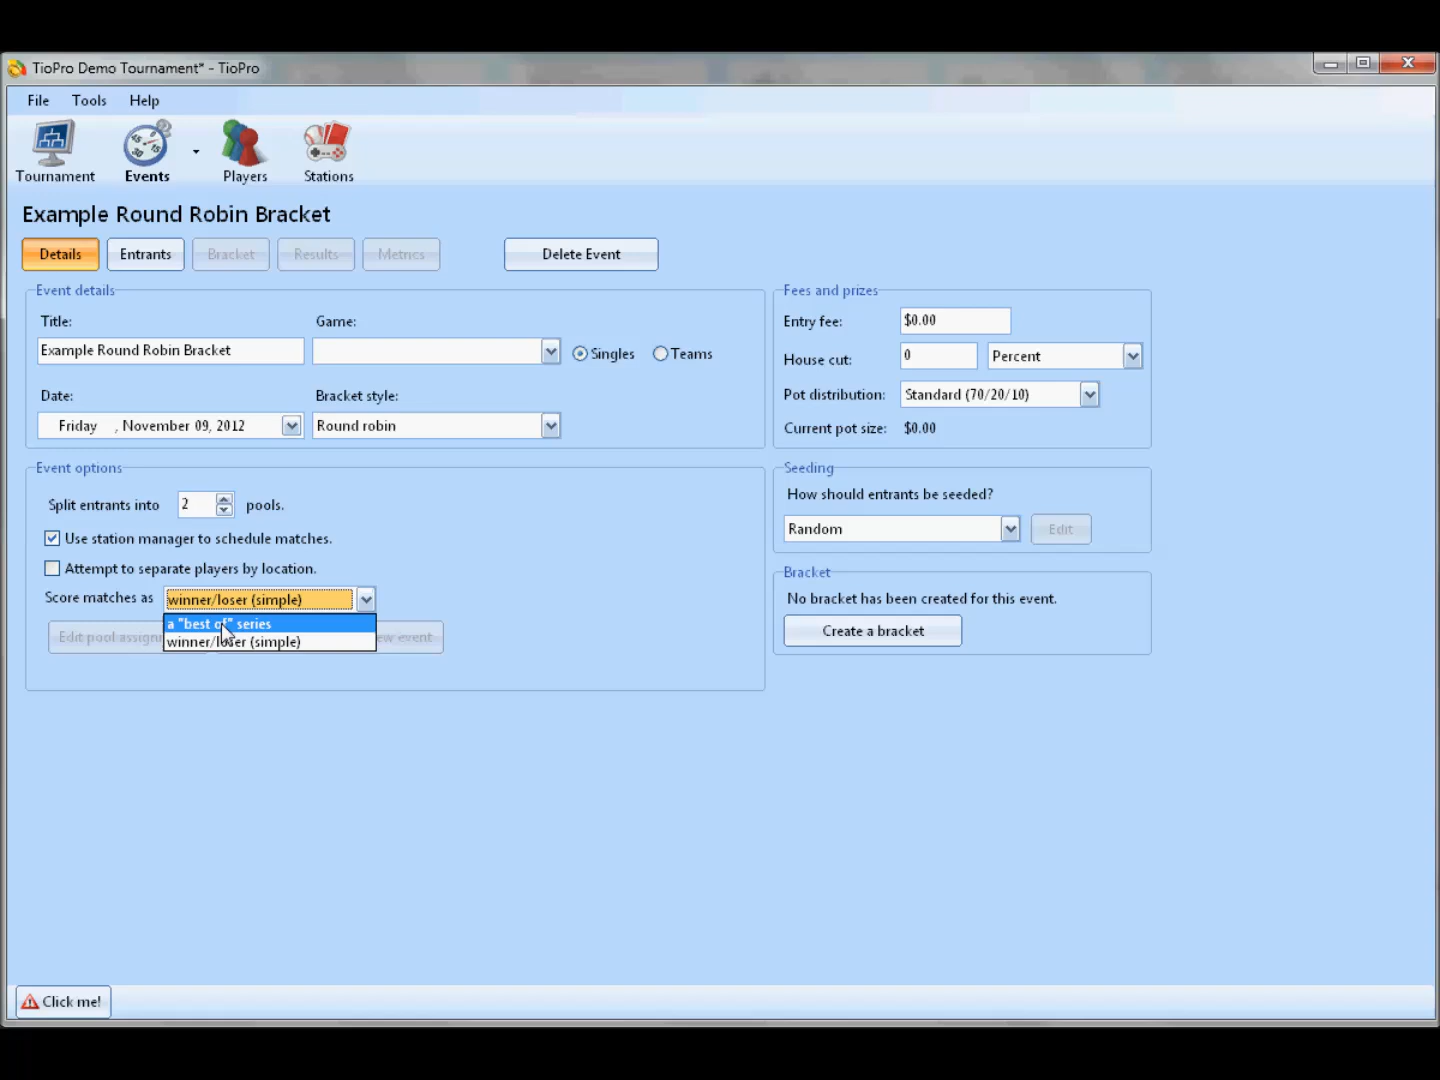 TioPro Demo Tournament* - TioPro
File Tools Help
Tournament Events Players Stations
Example Round Robin Bracket
Details Entrants Bracket Results Metrics Delete Event
Event details
Title: Game:
Example Round Robin Bracket Singles Teams
Date: Bracket style:
Friday , November 09, 2012 Round robin
Fees and prizes
Entry fee: $0.00
House cut: 0 Percent
Pot distribution: Standard (70/20/10)
Current pot size: $0.00
Event options
Split entrants into 2 pools.
Use station manager to schedule matches.
Attempt to separate players by location.
Score matches as winner/loser (simple)
a "best of" series
winner/loser (simple)
Edit pool event
Seeding
How should entrants be seeded?
Random Edit
Bracket
No bracket has been created for this event.
Create a bracket
Click me!